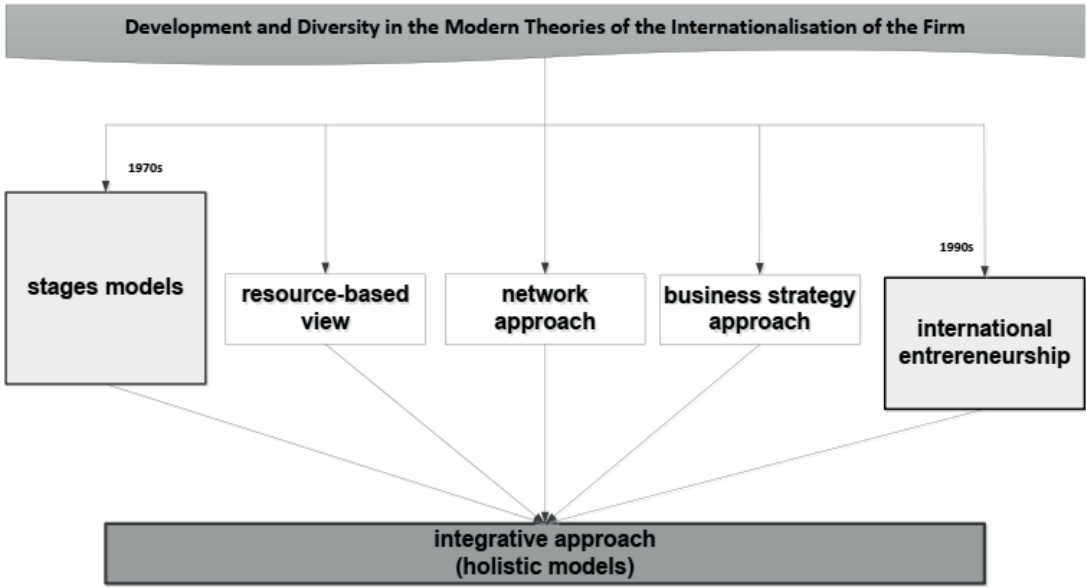 Development and Diversity in the Modern Theories of the Internationalisation of the Firm
1970s
stages models
resource-based
view
network
approach
business strategy
approach
1990s
international
entrereneurship
integrative approach
(holistic models)